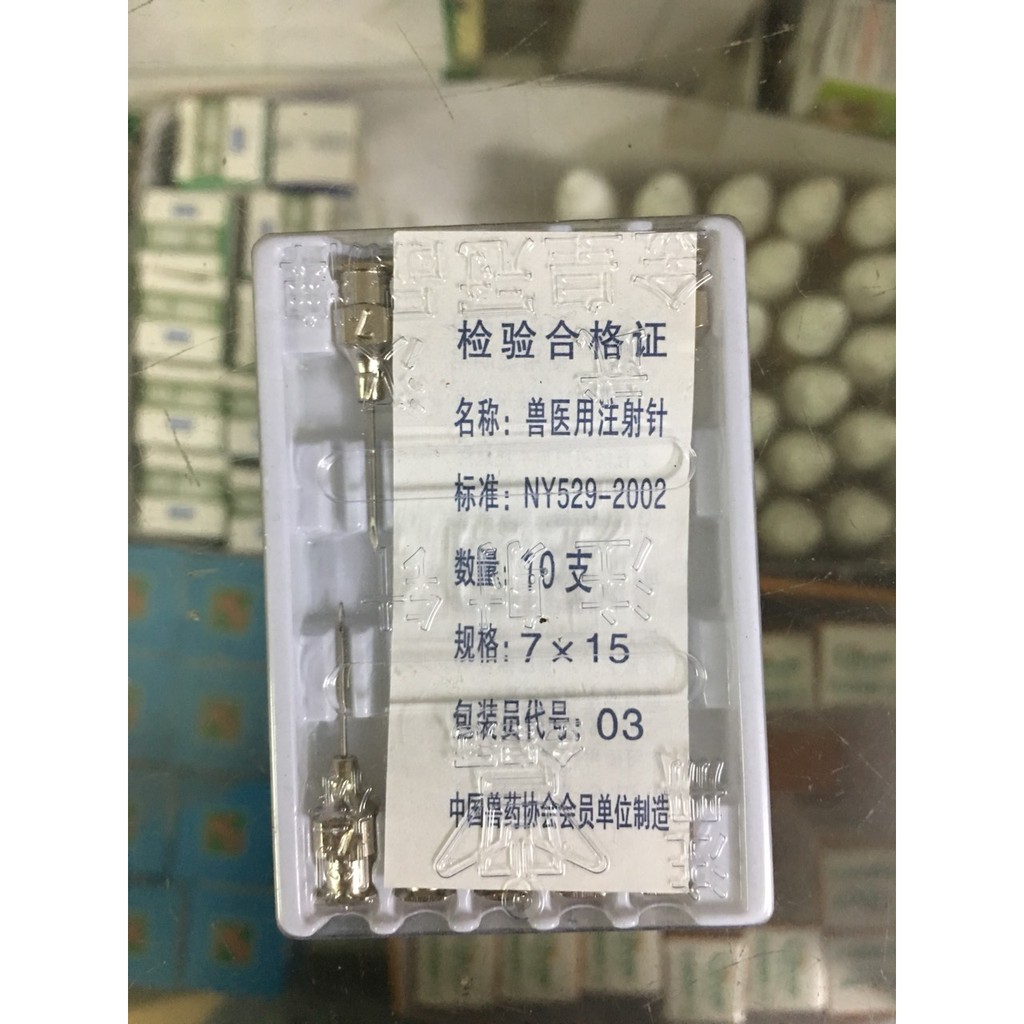 检验合格证
名称：兽医用注射针
标准：NY529-2002
数量：10支
规格：7×15
包装员代号：03
中国兽药协会会员单位制造
7